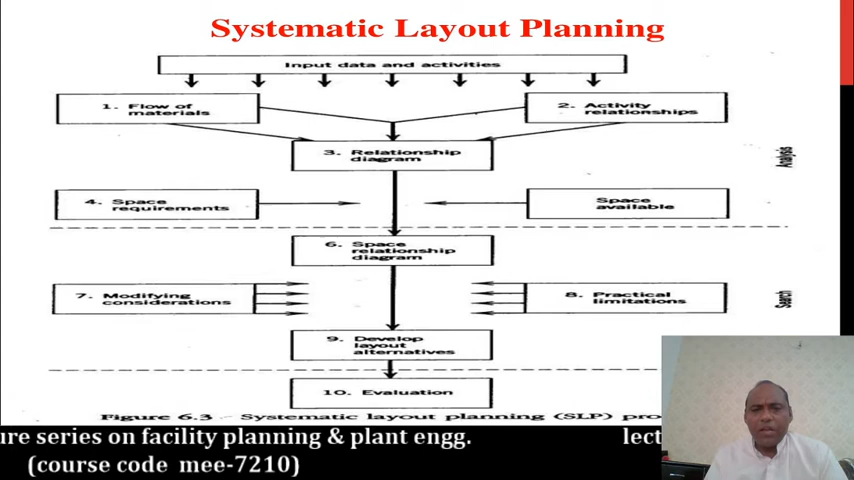 Systematic Layout Planning
Input data and activities
1. Flow of
materials
2. Activity
relationships
3. Relationship
diagram
Analysis
4. Space
requirements
Space
available
6. Space
relationship
diagram
7. Modifying
considerations
8. Practical
limitations
Search
9. Develop
layout
alternatives
10. Evaluation
Figure 6.3 Systematic layout planning (SLP) pro
ure series on facility planning & plant engg. lect
(course code mee-7210)